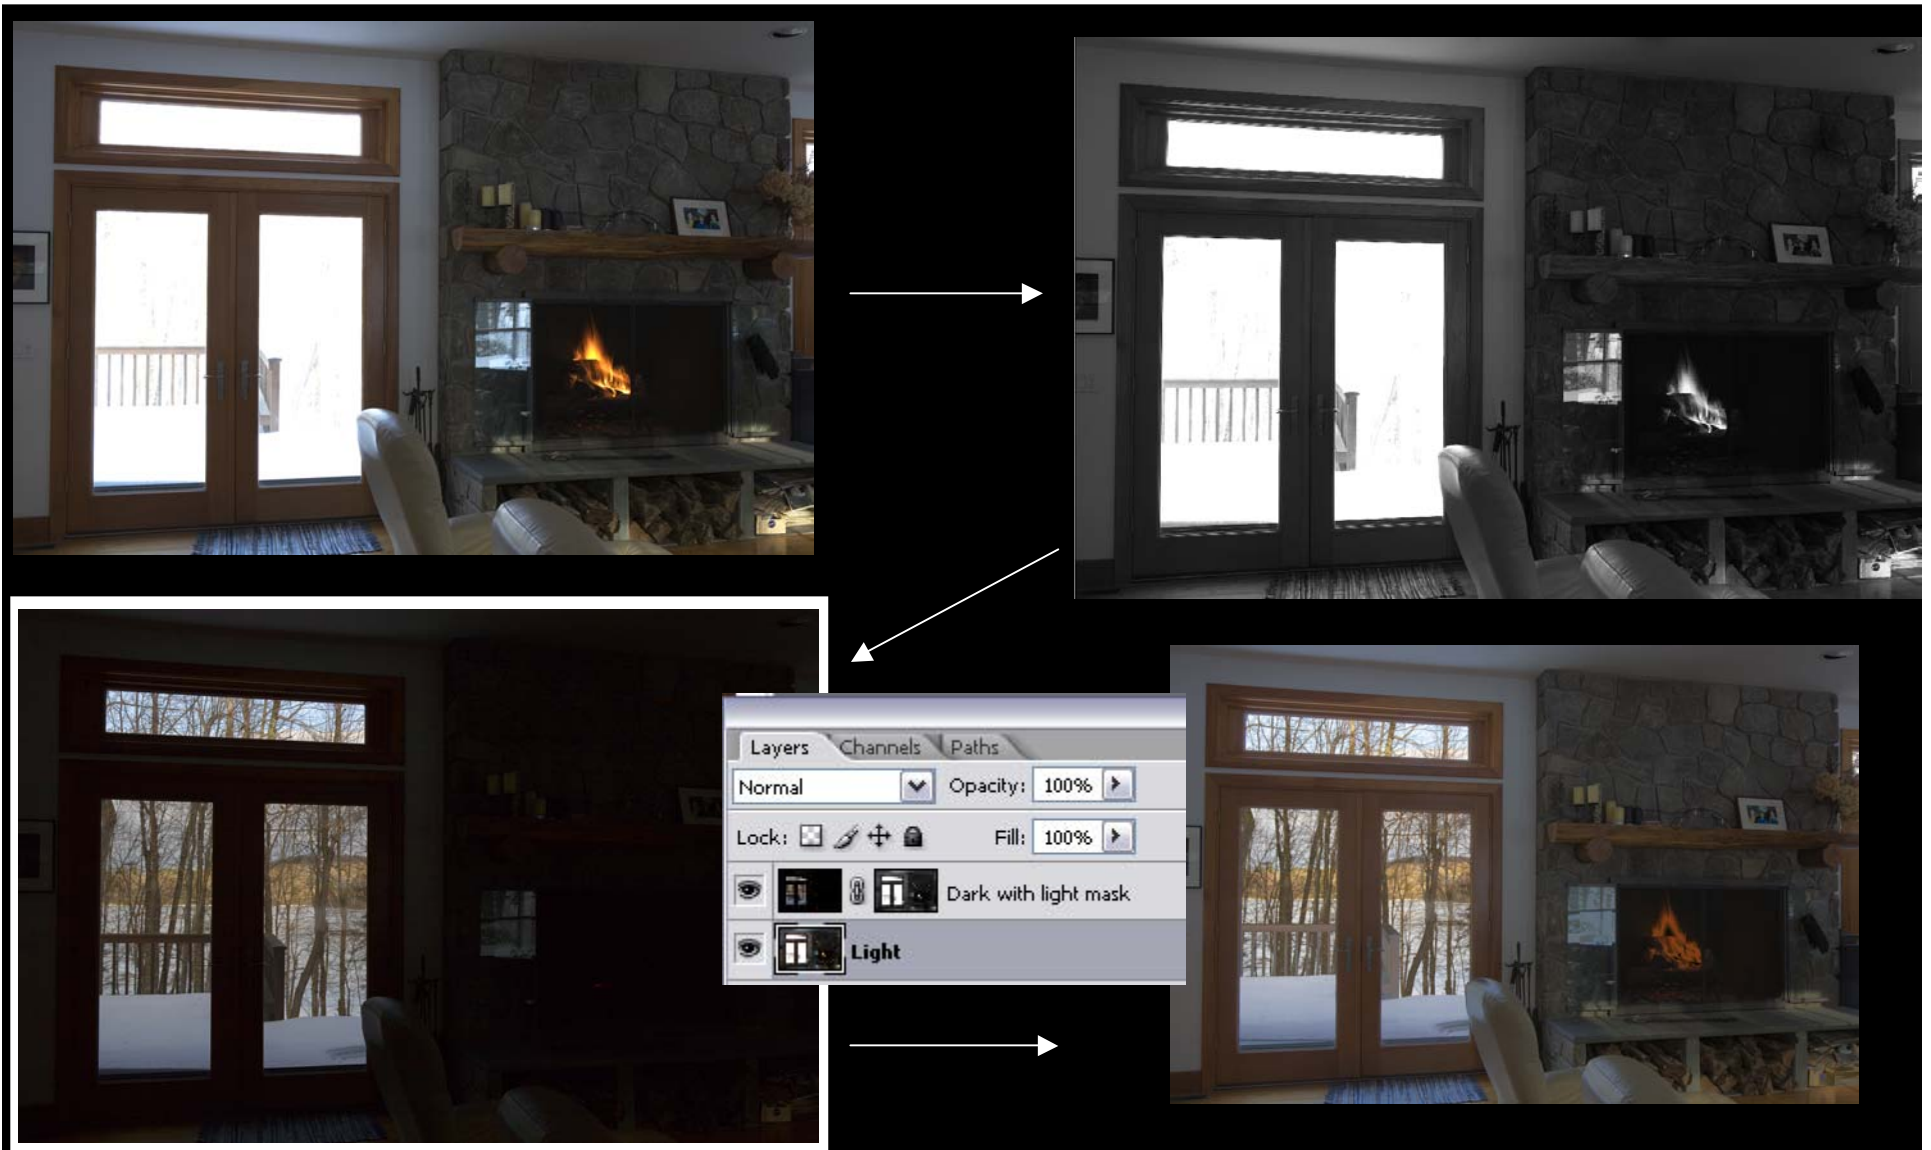 Layers Channels Paths
Normal Opacity: 100%
Lock: Fill: 100%
Dark with light mask
Light